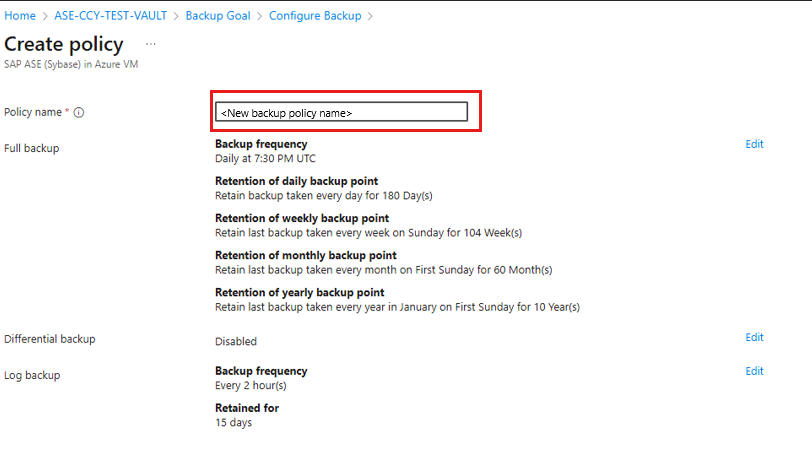 Home > ASE-CCY-TEST-VAULT > Backup Goal > Configure Backup >
Create policy ...
SAP ASE (Sybase) in Azure VM
Policy name * <New backup policy name>
Full backup
Backup frequency Edit
Daily at 7:30 PM UTC
Retention of daily backup point
Retain backup taken every day for 180 Day(s)
Retention of weekly backup point
Retain last backup taken every week on Sunday for 104 Week(s)
Retention of monthly backup point
Retain last backup taken every month on First Sunday for 60 Month(s)
Retention of yearly backup point
Retain last backup taken every year in January on First Sunday for 10 Year(s)
Differential backup Disabled Edit
Log backup
Backup frequency Edit
Every 2 hour(s)
Retained for
15 days